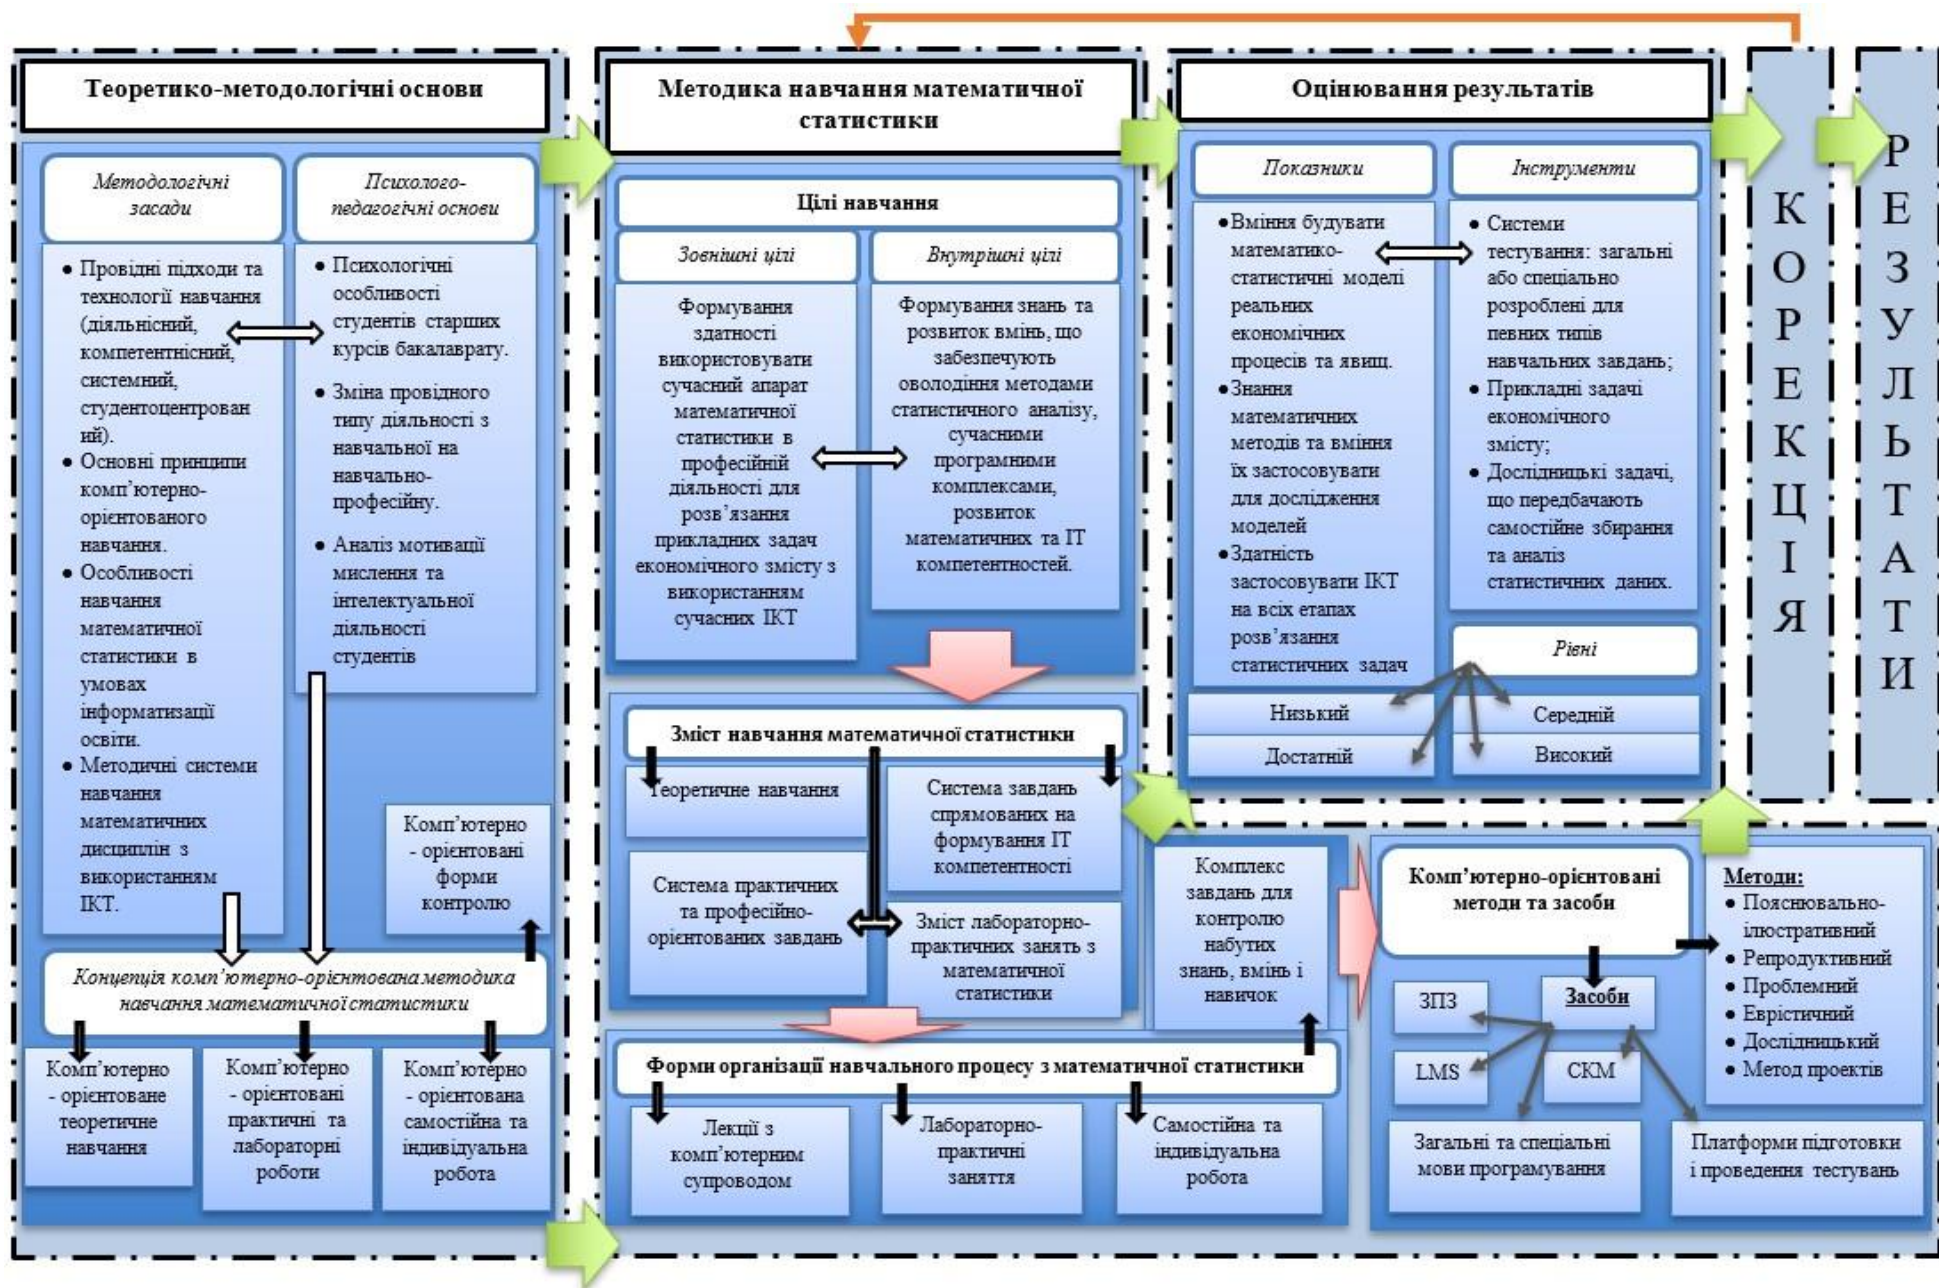 Теоретико-методологічні основи
Методологічні
засади
Психолого-
педагогічні основи
● Провідні підходи та
технології навчання
(діяльнісний,
компетентнісний,
системний,
студентоцентрован
ий).
● Основні принципи
комп’ютерно-
орієнтованого
навчання.
● Особливості
навчання
математичної
статистики в
умовах
інформатизації
освіти.
● Методичні системи
навчання
математичних
дисциплін з
використанням
ІКТ.
● Психологічні
особливості
студентів старших
курсів бакалаврату.
● Зміна провідного
типу діяльності з
навчальної на
навчально-
професійну.
● Аналіз мотивації
мислення та
інтелектуальної
діяльності
студентів
Комп’ютерно
- орієнтовані
форми
контролю
Концепція комп’ютерно-орієнтована методика
навчання математичної статистики
Комп’ютерно
- орієнтоване
теоретичне
навчання
Комп’ютерно
- орієнтовані
практичні та
лабораторні
роботи
Комп’ютерно
- орієнтована
самостійна та
індивідуальна
робота
Методика навчання математичної
статистики
Цілі навчання
Зовнішні цілі
Внутрішні цілі
Формування
здатності
використовувати
сучасний апарат
математичної
статистики в
професійній
діяльності для
розв’язання
прикладних задач
економічного змісту з
використанням
сучасних ІКТ
Формування знань та
розвиток вмінь, що
забезпечують
оволодіння методами
статистичного аналізу,
сучасними
програмними
комплексами,
розвиток
математичних та ІТ
компетентностей.
Зміст навчання математичної статистики
Теоретичне навчання
Система завдань
спрямованих на
формування ІТ
компетентності
Система практичних
та професійно-
орієнтованих завдань
Зміст лабораторно-
практичних занять з
математичної
статистики
Комплекс
завдань для
контролю
набутих
знань, вмінь і
навичок
Форми організації навчального процесу з математичної статистики
Лекції з
комп’ютерним
супроводом
Лабораторно-
практичні
заняття
Самостійна та
індивідуальна
робота
Оцінювання результатів
Показники
Інструменти
●Вміння будувати
математико-
статистичні моделі
реальних
економічних
процесів та явищ.
●Знання
математичних
методів та вміння
їх застосовувати
для дослідження
моделей
●Здатність
застосовувати ІКТ
на всіх етапах
розв’язання
статистичних задач
● Системи
тестування: загальні
або спеціально
розроблені для
певних типів
навчальних завдань;
● Прикладні задачі
економічного
змісту;
● Дослідницькі задачі,
що передбачають
самостійне збирання
та аналіз
статистичних даних.
Рівні
Низький
Середній
Достатній
Високий
Комп’ютерно-орієнтовані
методи та засоби
Методи:
● Пояснювально-
ілюстративний
● Репродуктивний
● Проблемний
● Еврістичний
● Дослідницький
● Метод проектів
ЗПЗ
Засоби
LMS
СКМ
Загальні та спеціальні
мови програмування
Платформи підготовки
і проведення тестувань
К
О
Р
Е
К
Ц
І
Я
Р
Е
З
У
Л
Ь
Т
А
Т
И